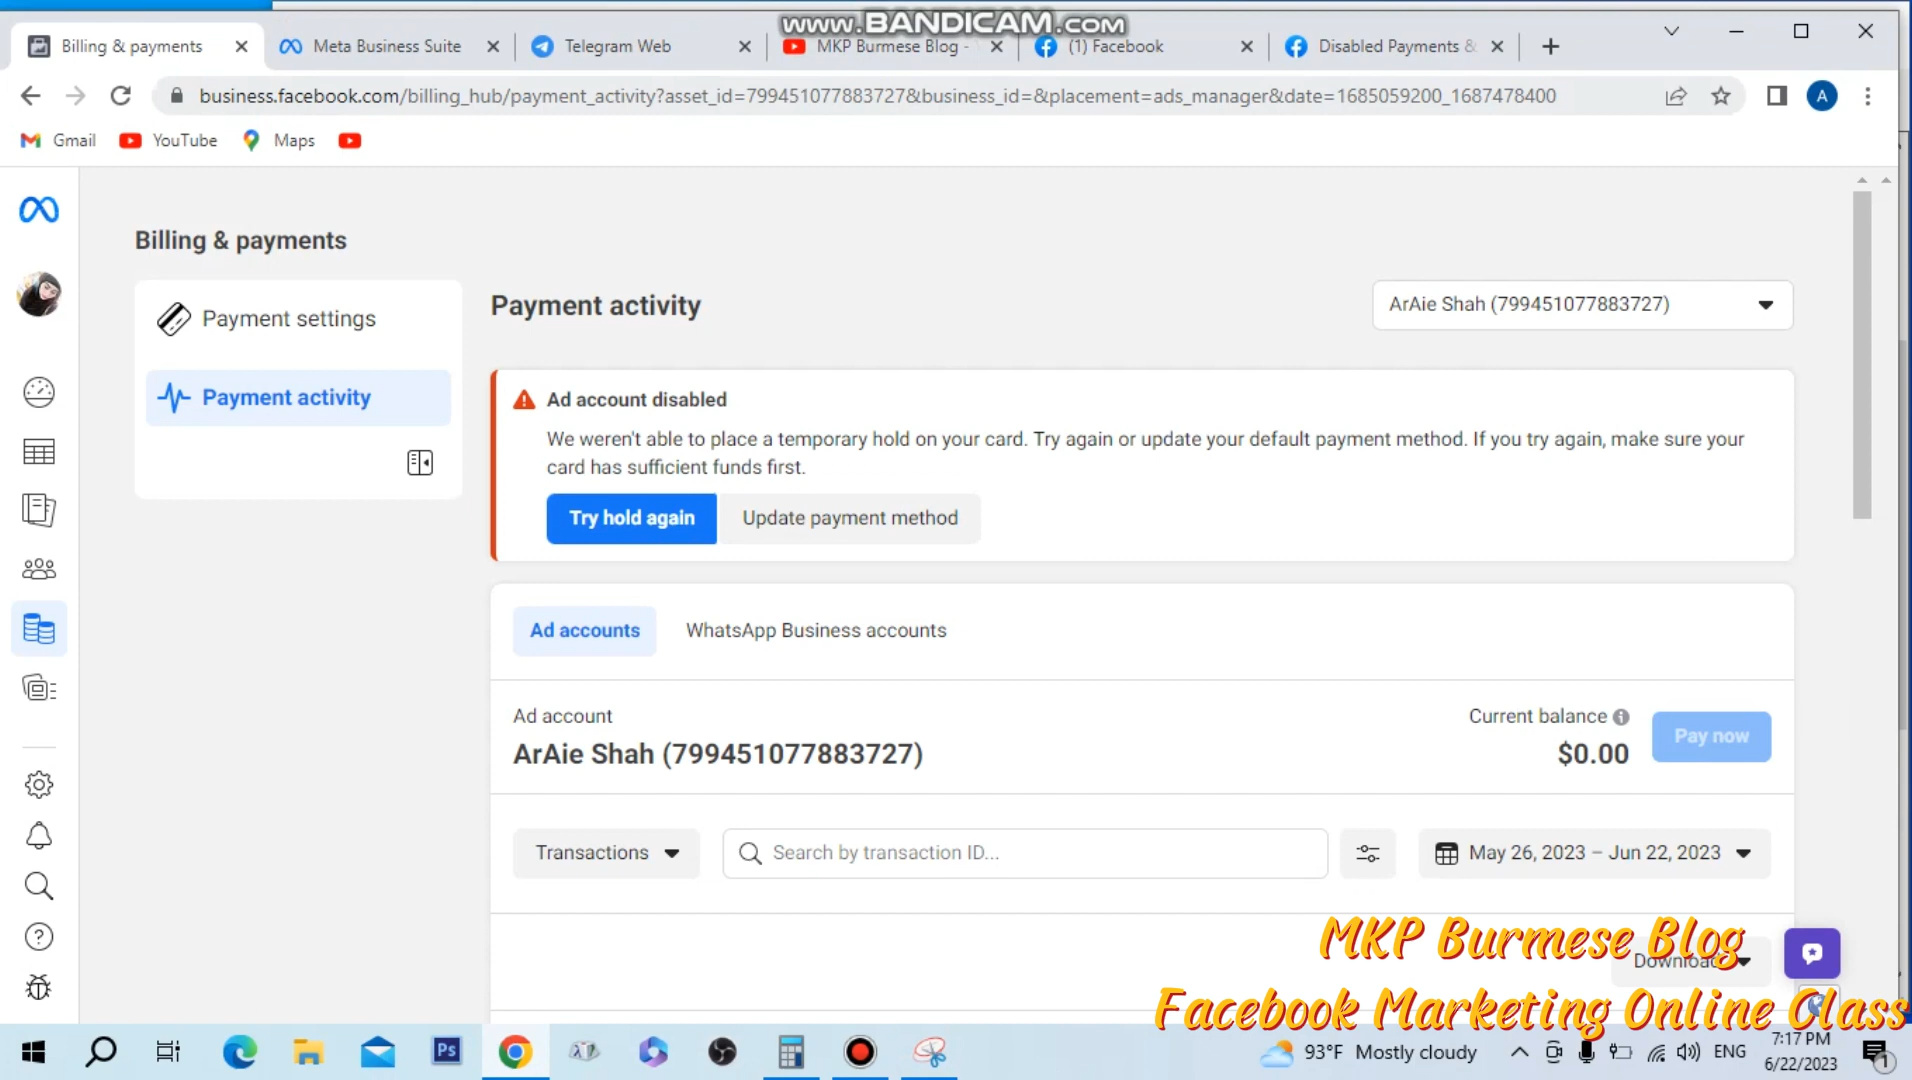 www.BANDICAM.com
Billing & payments
Meta Business Suite
Telegram Web
MKP Burmese Blog -
(1) Facebook
Disabled Payments &
business.facebook.com/billing_hub/payment_activity?asset_id=799451077883727&business_id=&placement=ads_manager&date=1685059200_1687478400
A
Gmail
YouTube
Maps
Billing & payments
Payment settings
Payment activity
Payment activity
ArAie Shah (799451077883727)
Ad account disabled
We weren't able to place a temporary hold on your card. Try again or update your default payment method. If you try again, make sure your
card has sufficient funds first.
Try hold again
Update payment method
Ad accounts
WhatsApp Business accounts
Ad account
ArAie Shah (799451077883727)
Current balance
$0.00
Pay now
Transactions
Search by transaction ID...
May 26, 2023 – Jun 22, 2023
MKP Burmese Blog
Download
Facebook Marketing Online Class
Ps
93°F Mostly cloudy
ENG
7:17 PM
6/22/2023
1